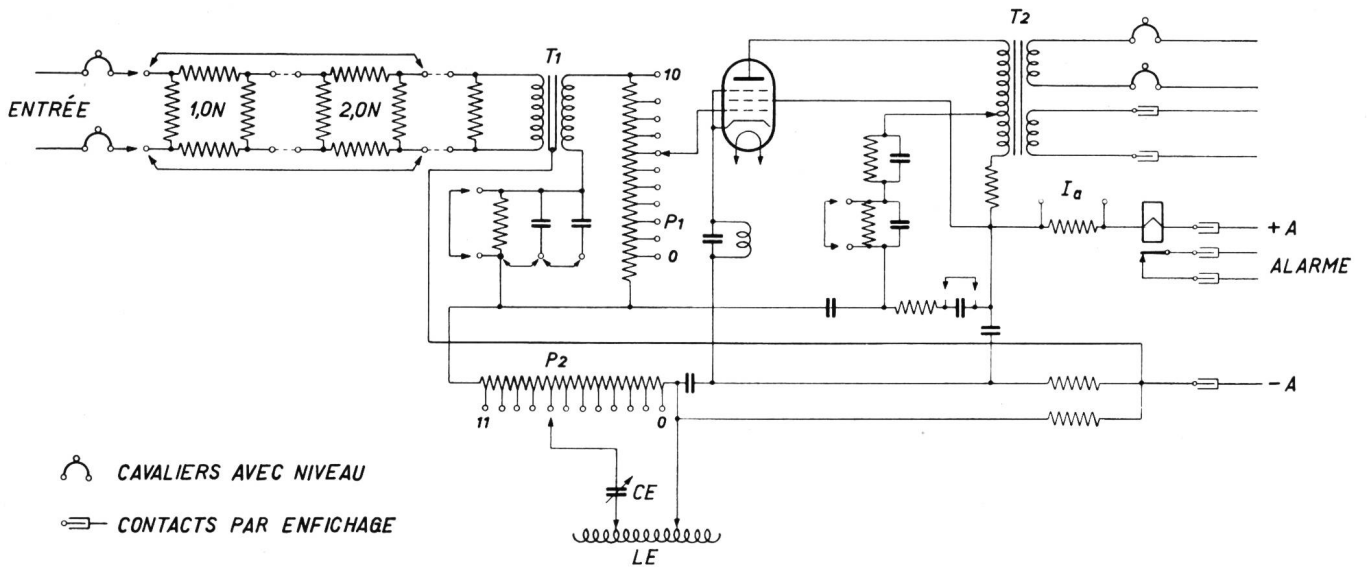 T1
T2
10
ENTRÉE
1,0N
2,0N
P1
0
Ia
+A
ALARME
P2
11
0
-A
CE
LE
CAVALIERS AVEC NIVEAU
CONTACTS PAR ENFICHAGE